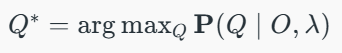 Q* = arg max_Q P(Q | O, λ)